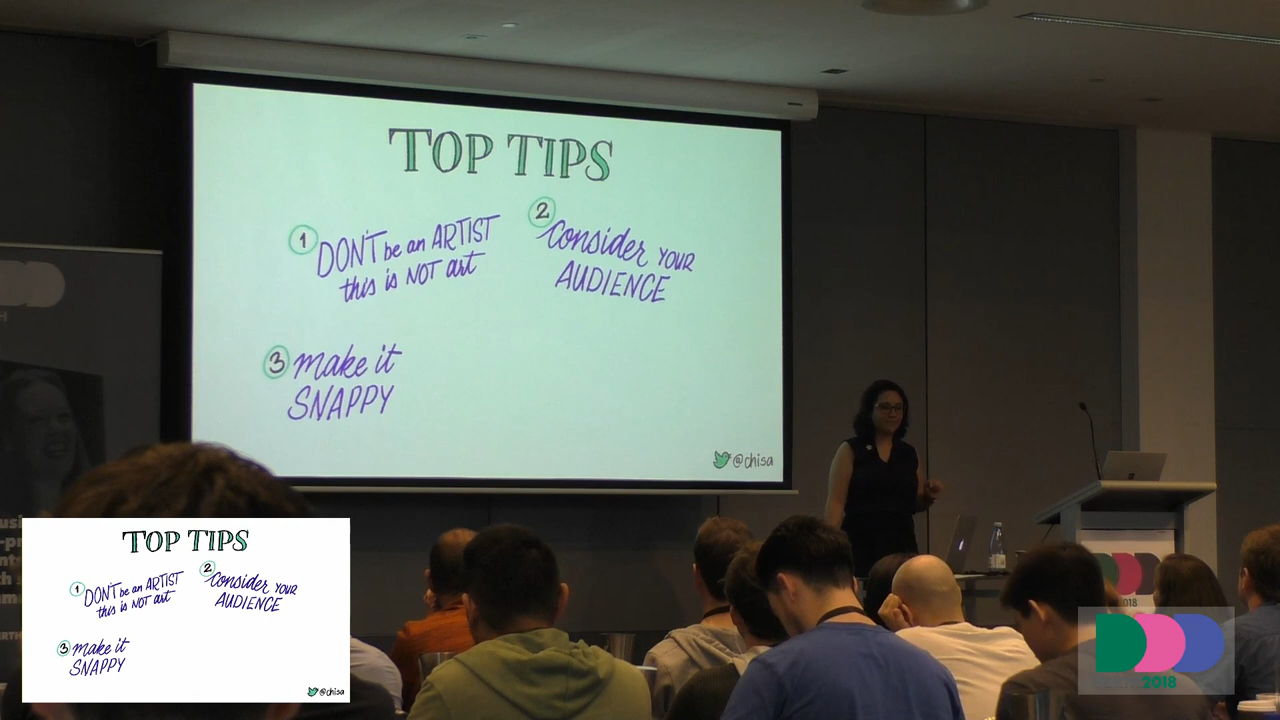 TOP TIPS
1 DON'T be an ARTIST
this is NOT art
2 consider YOUR
AUDIENCE
3 make it
SNAPPY
@chisa
TOP TIPS
1 DON'T be an ARTIST
this is NOT art
2 consider YOUR
AUDIENCE
3 make it
SNAPPY
@chisa
2018
2018